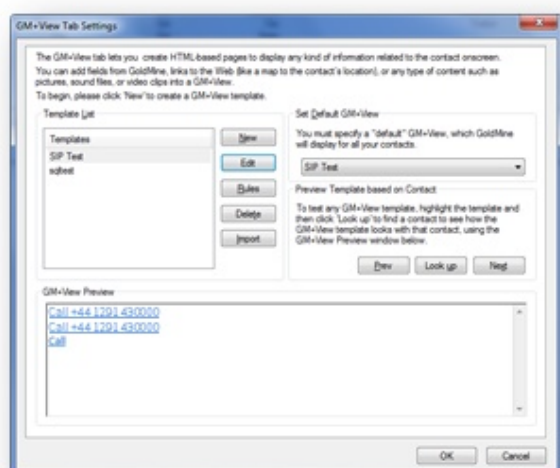 GM+View Tab Settings
The GM+View tab lets you create HTML-based pages to display any kind of information related to the contact onscreen.
You can add fields from GoldMine, links to the Web (like a map to the contact's location), or any type of content such as
pictures, sound files, or video clips into a GM+View.
To begin, please click 'New' to create a GM+View template.
Template List
Templates
SIP Test
sqltest
New
Edit
Rules
Delete
Import
Set Default GM+View
You must specify a "default" GM+View, which GoldMine
will display for all your contacts.
SIP Test
Preview Template based on Contact
To test any GM+View template, highlight the template and
then click 'Look up' to find a contact to see how the
GM+View template looks with that contact, using the
GM+View Preview window below.
Prev
Look up
Next
GM+View Preview
Call +44 1291 430000
Call +44 1291 430000
Call
OK
Cancel